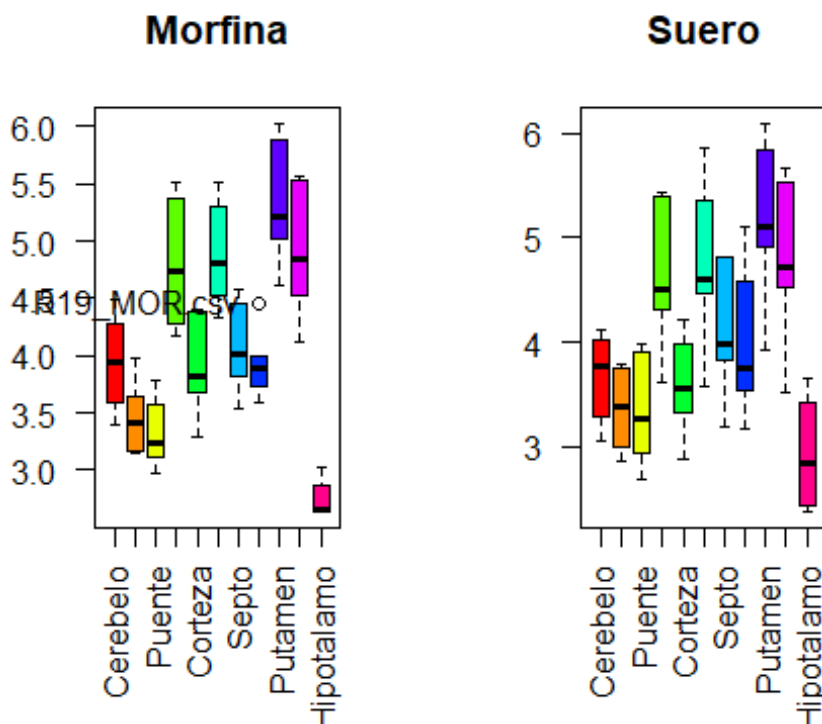 Morfina
Suero
6.0
5.5
5.0
4.5
4.0
3.5
3.0
R19_MOR.csv
Cerebelo
Puente
Corteza
Septo
Putamen
Hipotalamo
6
5
4
3
Cerebelo
Puente
Corteza
Septo
Putamen
Hipotalamo